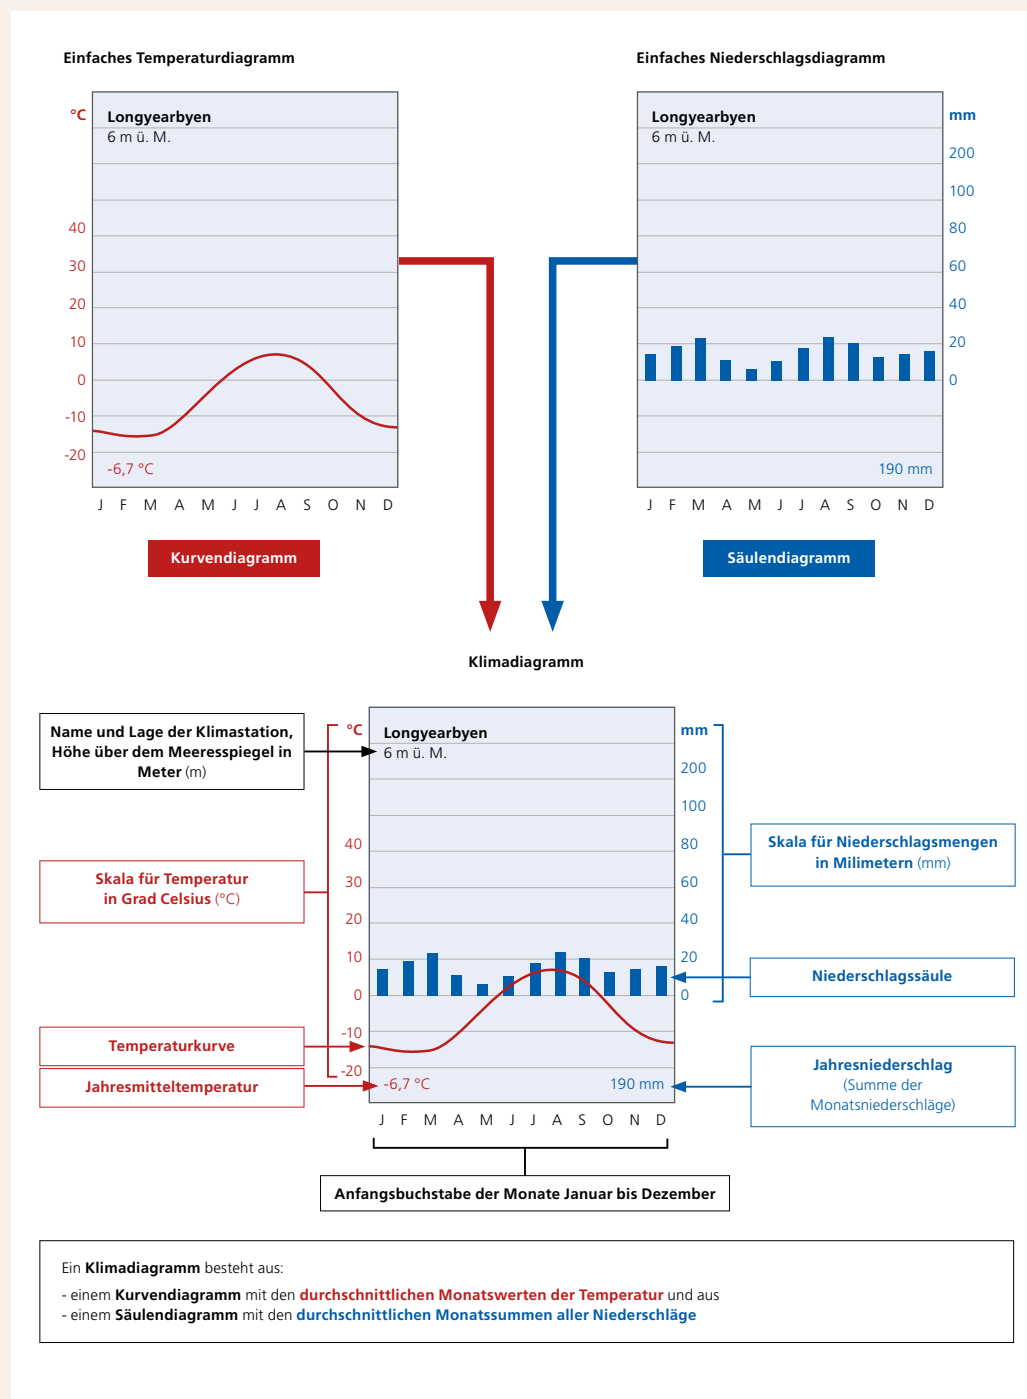 Einfaches Temperaturdiagramm
°C
Longyearbyen
6 m ü. M.
40
30
20
10
0
-10
-20
-6,7 °C
J F M A M J J A S O N D
Kurvendiagramm
Einfaches Niederschlagsdiagramm
Longyearbyen
6 m ü. M.
mm
200
100
80
60
40
20
0
190 mm
J F M A M J J A S O N D
Säulendiagramm
Klimadiagramm
Name und Lage der Klimastation,
Höhe über dem Meeresspiegel in
Meter (m)
Skala für Temperatur
in Grad Celsius (°C)
Temperaturkurve
Jahresmitteltemperatur
°C
40
30
20
10
0
-10
-20
Longyearbyen
6 m ü. M.
-6,7 °C
190 mm
mm
200
100
80
60
40
20
0
J F M A M J J A S O N D
Skala für Niederschlagsmengen
in Milimetern (mm)
Niederschlagssäule
Jahresniederschlag
(Summe der
Monatsniederschläge)
Anfangsbuchstabe der Monate Januar bis Dezember
Ein Klimadiagramm besteht aus:
- einem Kurvendiagramm mit den durchschnittlichen Monatswerten der Temperatur und aus
- einem Säulendiagramm mit den durchschnittlichen Monatssummen aller Niederschläge